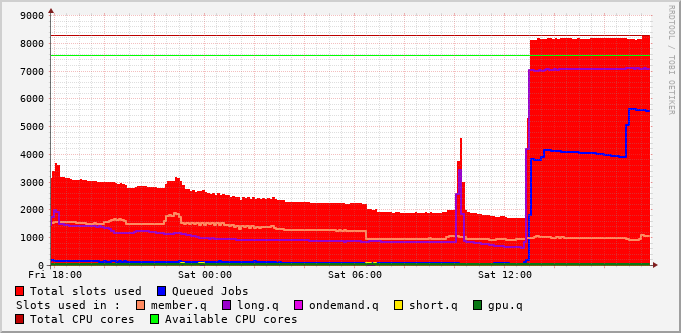 RRDTOOL / TOBI OETIKER
9000
8000
7000
6000
5000
4000
3000
2000
1000
0
Fri 18:00 Sat 00:00 Sat 06:00 Sat 12:00
Total slots used Queued Jobs
Slots used in : member.q long.q ondemand.q short.q gpu.q
Total CPU cores Available CPU cores